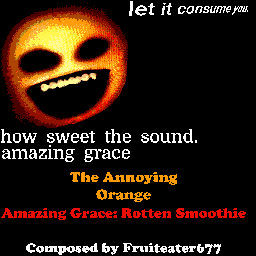 let it consume you.
how sweet the sound.
amazing grace
The Annoying
Orange
Amazing Grace: Rotten Smoothie
Composed by Fruiteater677